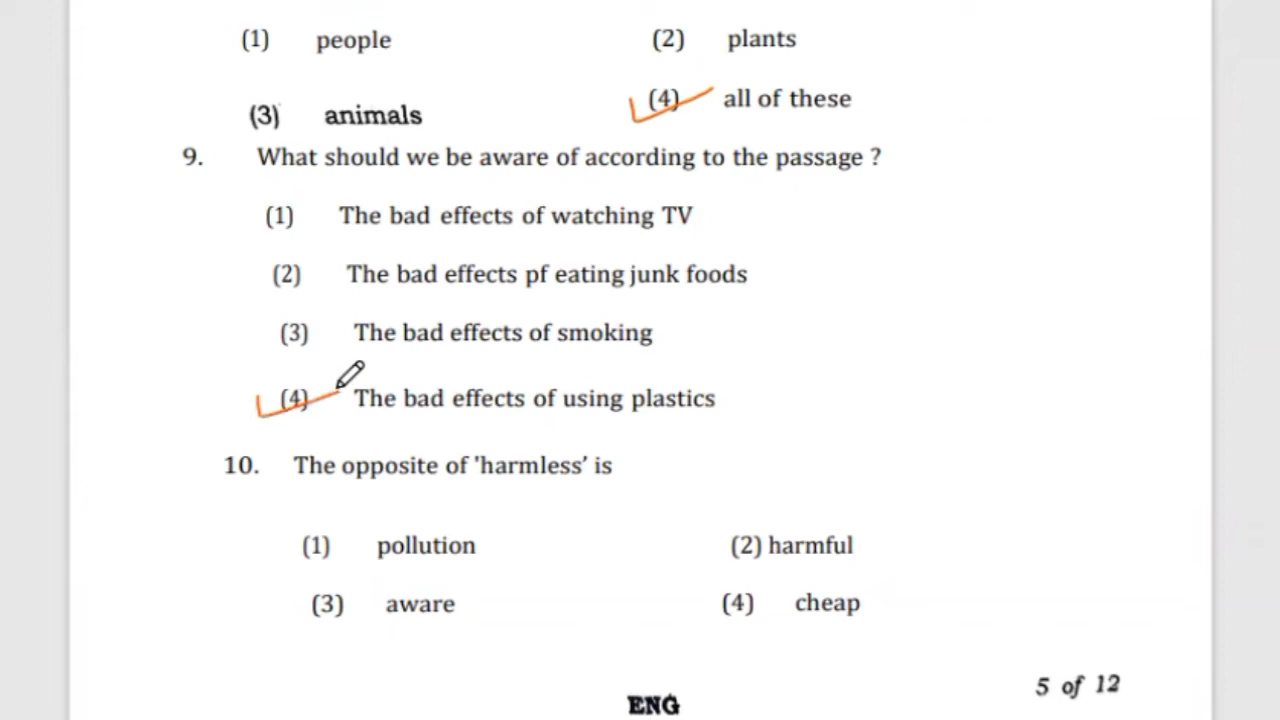 (1) people (2) plants
(3) animals (4) all of these
9. What should we be aware of according to the passage ?
(1) The bad effects of watching TV
(2) The bad effects pf eating junk foods
(3) The bad effects of smoking
(4) The bad effects of using plastics
10. The opposite of 'harmless’ is
(1) pollution (2) harmful
(3) aware (4) cheap
5 of 12
ENG